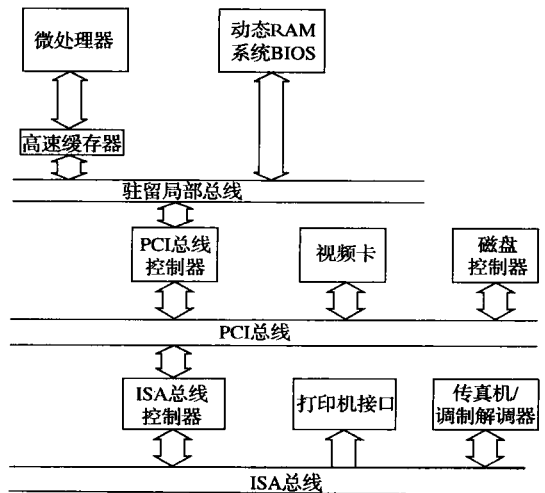 微处理器
动态RAM
系统BIOS
高速缓存器
驻留局部总线
PCI总线
控制器
视频卡
磁盘
控制器
PCI总线
ISA总线
控制器
打印机接口
传真机/
调制解调器
ISA总线